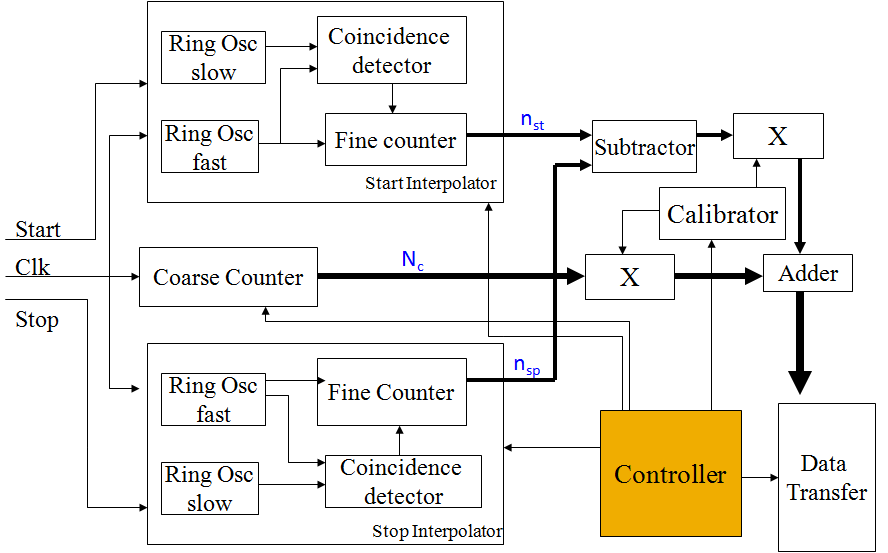 Ring Osc
slow
Coincidence
detector
Ring Osc
fast
Fine counter
Start Interpolator
n_st
Subtractor
X
Calibrator
Start
Clk
Stop
Coarse Counter
N_c
X
Adder
Ring Osc
fast
Fine Counter
n_sp
Ring Osc
slow
Coincidence
detector
Stop Interpolator
Controller
Data
Transfer